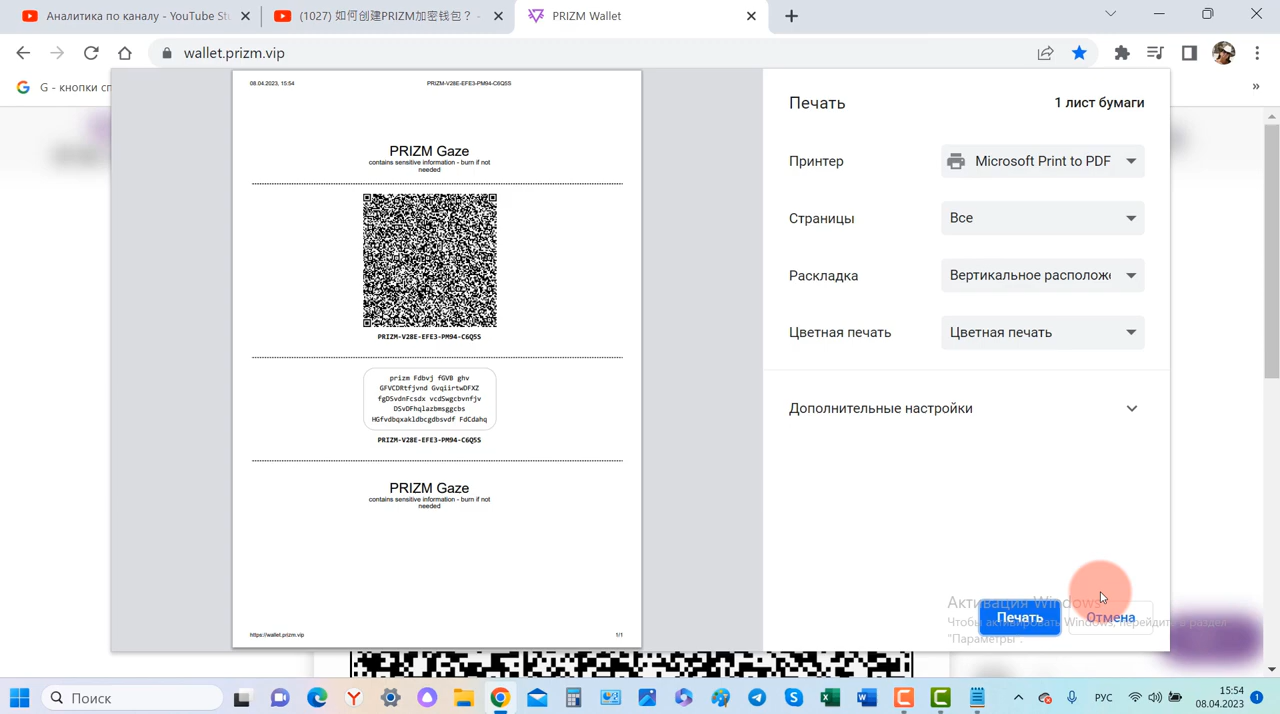 Аналитика по каналу - YouTube St
(1027) 如何创建PRIZM加密钱包？ -
PRIZM Wallet
wallet.prizm.vip
G - кнопки сп
08.04.2023, 15:54
PRIZM-V28E-EFE3-PM94-C6Q5S
PRIZM Gaze
contains sensitive information - burn if not
needed
PRIZM-V28E-EFE3-PM94-C6Q5S
prizm Fdbvj fGVB ghv
GFVCDRtfjvnd GvqiirtwDFXZ
fgDSvdnFcsdx vcdSwgcbvnfjv
DSvDFhqlazbmsggcbs
HGfvdbqxakldbcgdbsvdf FdCdahq
PRIZM-V28E-EFE3-PM94-C6Q5S
PRIZM Gaze
contains sensitive information - burn if not
needed
https://wallet.prizm.vip
1/1
Печать
1 лист бумаги
Принтер
Microsoft Print to PDF
Страницы
Все
Раскладка
Вертикальное расположе
Цветная печать
Цветная печать
Дополнительные настройки
Активация Windows
Чтобы активировать Windows, перейдите в раздел
"Параметры".
Печать
Отмена
Поиск
РУС
15:54
08.04.2023
1